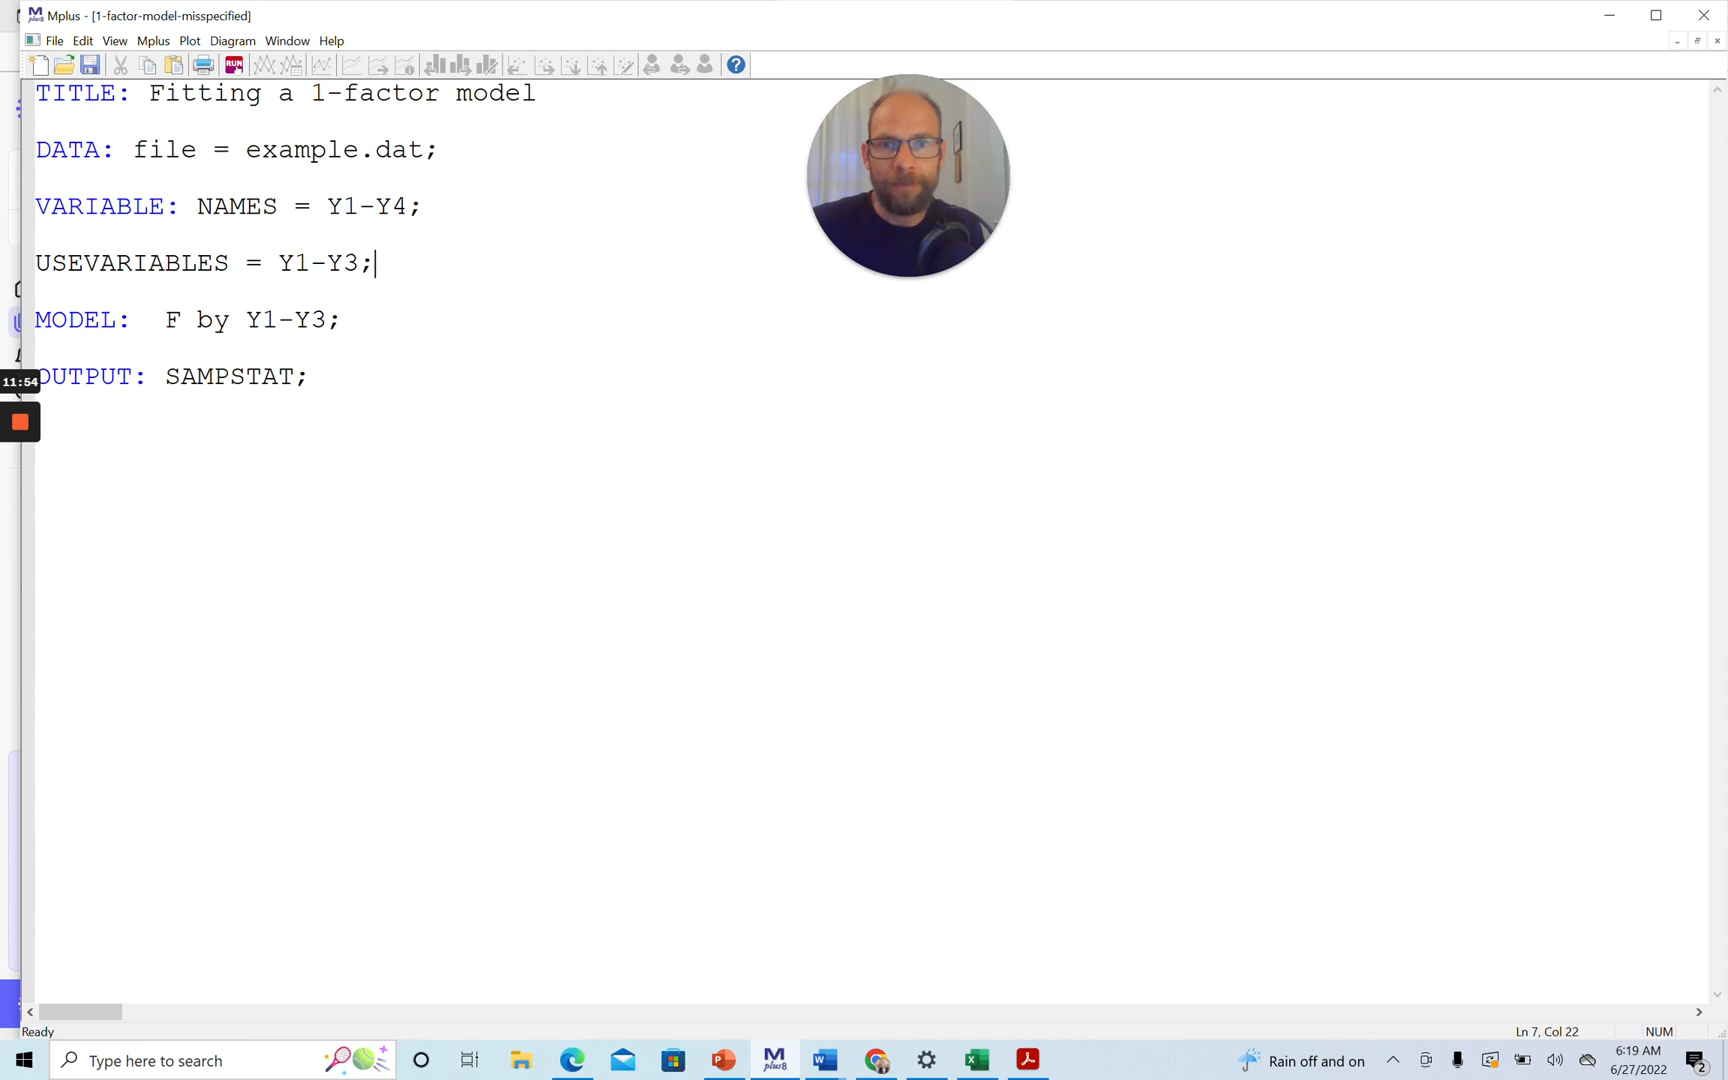 Mplus - [1-factor-model-misspecified]
File Edit View Mplus Plot Diagram Window Help
RUN
TITLE: Fitting a 1-factor model
DATA: file = example.dat;
VARIABLE: NAMES = Y1-Y4;
USEVARIABLES = Y1-Y3;
MODEL: F by Y1-Y3;
OUTPUT: SAMPSTAT;
11:54
Ready
Ln 7, Col 22
NUM
Type here to search
Rain off and on
6:19 AM
6/27/2022
2